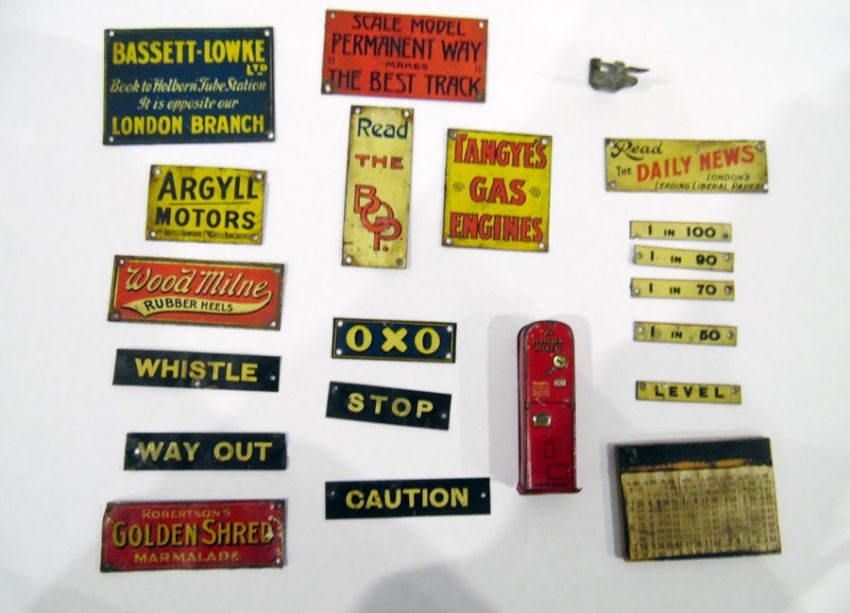 BASSETT-LOWKE
LTD
Book to Holborn Tube Station
It is opposite our
LONDON BRANCH
SCALE MODEL
PERMANENT WAY
MAKES
THE BEST TRACK
ARGYLL
MOTORS
Read
THE
BOP.
TANGYE'S
GAS
ENGINES
Read
THE DAILY NEWS
LONDON'S
LEADING LIBERAL PAPER
1 IN 100
1 IN 90
1 IN 70
1 IN 50
LEVEL
Wood Milne
RUBBER HEELS
OXO
WHISTLE
STOP
WAY OUT
CAUTION
ROBERTSON'S
GOLDEN SHRED
MARMALADE